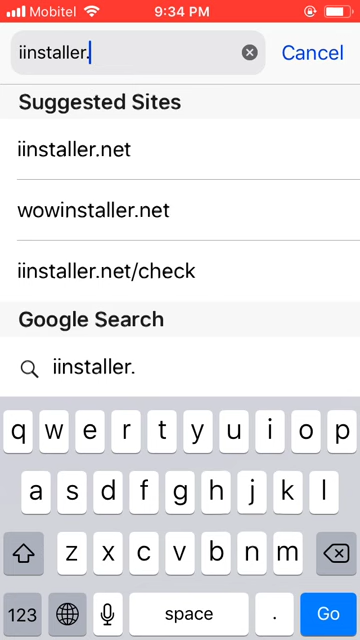 Mobitel 9:34 PM
iinstaller. Cancel
Suggested Sites
iinstaller.net
wowinstaller.net
iinstaller.net/check
Google Search
iinstaller.
q w e r t y u i o p
a s d f g h j k l
z x c v b n m
123 space . Go